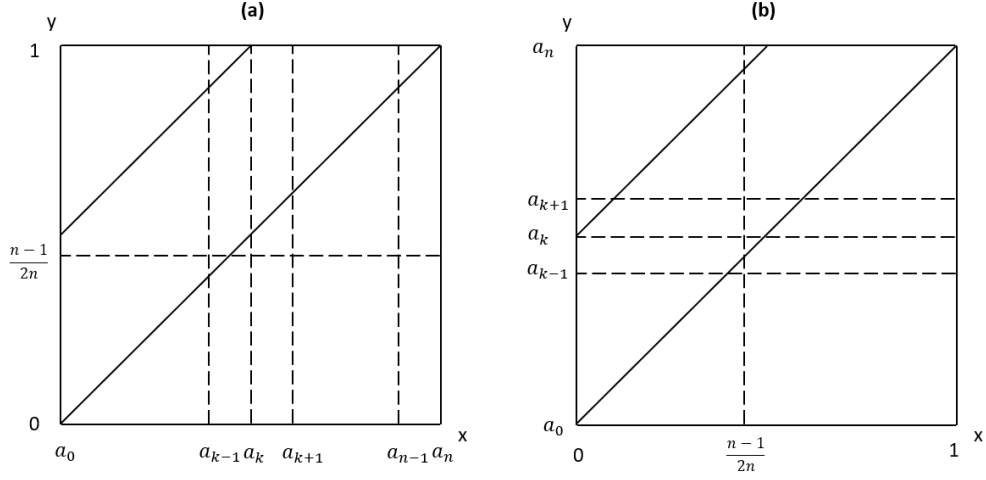 (a)
y
1
n − 1
2n
0
x
a₀ aₖ₋₁ aₖ aₖ₊₁ aₙ₋₁ aₙ
(b)
y
aₙ
aₖ₊₁
aₖ
aₖ₋₁
a₀
x
0
n − 1
2n
1